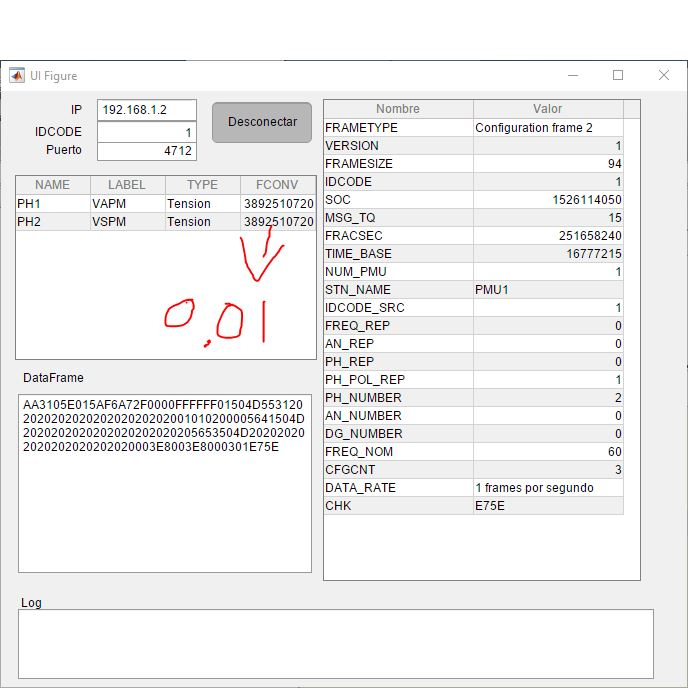 UI Figure
IP 192.168.1.2
IDCODE 1
Puerto 4712
Desconectar
NAME LABEL TYPE FCONV
PH1 VAPM Tension 3892510720
PH2 VSPM Tension 3892510720
0.01
DataFrame
AA3105E015AF6A72F0000FFFFFF01504D553120
2020202020202020202020001010200005641504D
20202020202020202020202020205653504D20202020
2020202020202020003E8003E8000301E75E
Nombre Valor
FRAMETYPE Configuration frame 2
VERSION 1
FRAMESIZE 94
IDCODE 1
SOC 1526114050
MSG_TQ 15
FRACSEC 251658240
TIME_BASE 16777215
NUM_PMU 1
STN_NAME PMU1
IDCODE_SRC 1
FREQ_REP 0
AN_REP 0
PH_REP 0
PH_POL_REP 1
PH_NUMBER 2
AN_NUMBER 0
DG_NUMBER 0
FREQ_NOM 60
CFGCNT 3
DATA_RATE 1 frames por segundo
CHK E75E
Log